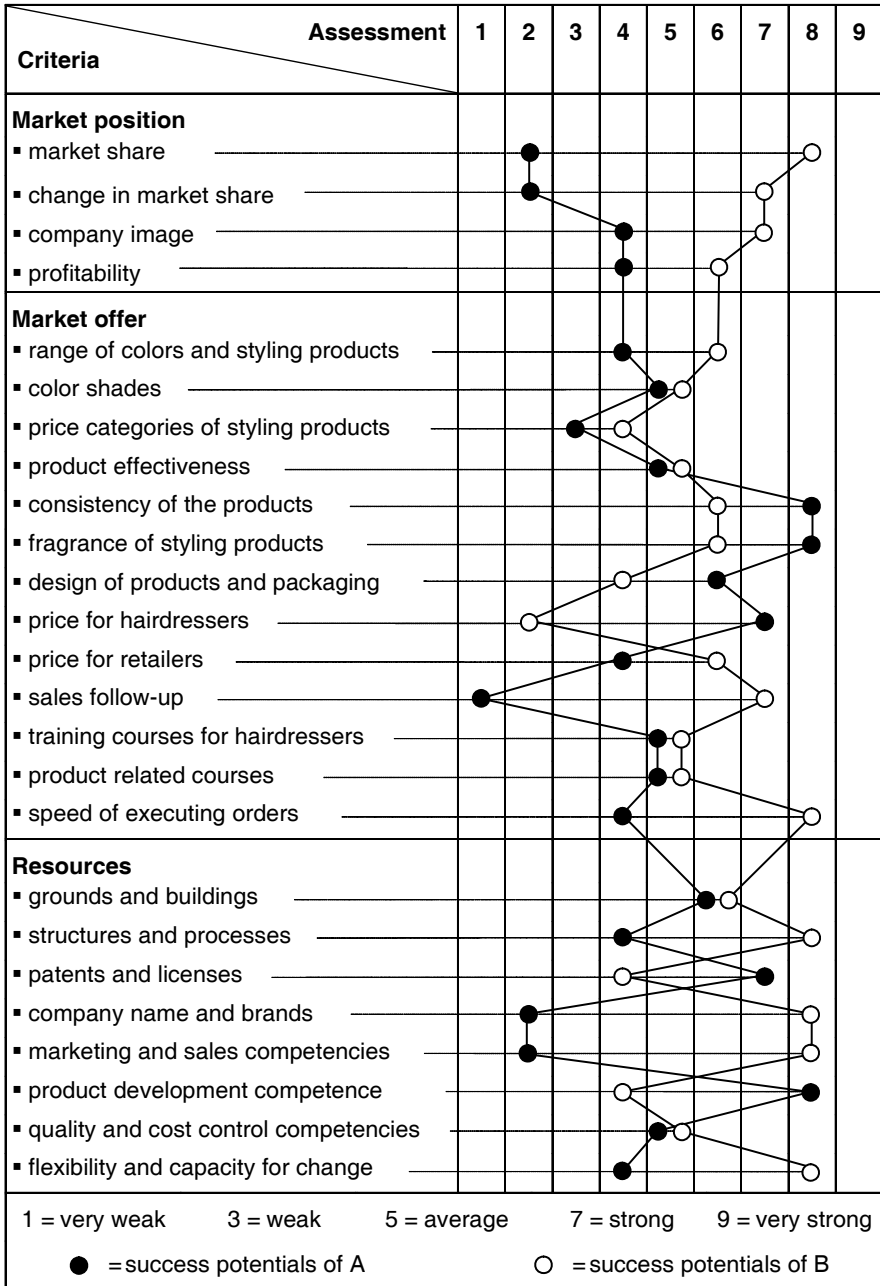 Assessment 1 2 3 4 5 6 7 8 9
Criteria
Market position
▪ market share
▪ change in market share
▪ company image
▪ profitability
Market offer
▪ range of colors and styling products
▪ color shades
▪ price categories of styling products
▪ product effectiveness
▪ consistency of the products
▪ fragrance of styling products
▪ design of products and packaging
▪ price for hairdressers
▪ price for retailers
▪ sales follow-up
▪ training courses for hairdressers
▪ product related courses
▪ speed of executing orders
Resources
▪ grounds and buildings
▪ structures and processes
▪ patents and licenses
▪ company name and brands
▪ marketing and sales competencies
▪ product development competence
▪ quality and cost control competencies
▪ flexibility and capacity for change
1 = very weak 3 = weak 5 = average 7 = strong 9 = very strong
● = success potentials of A ○ = success potentials of B